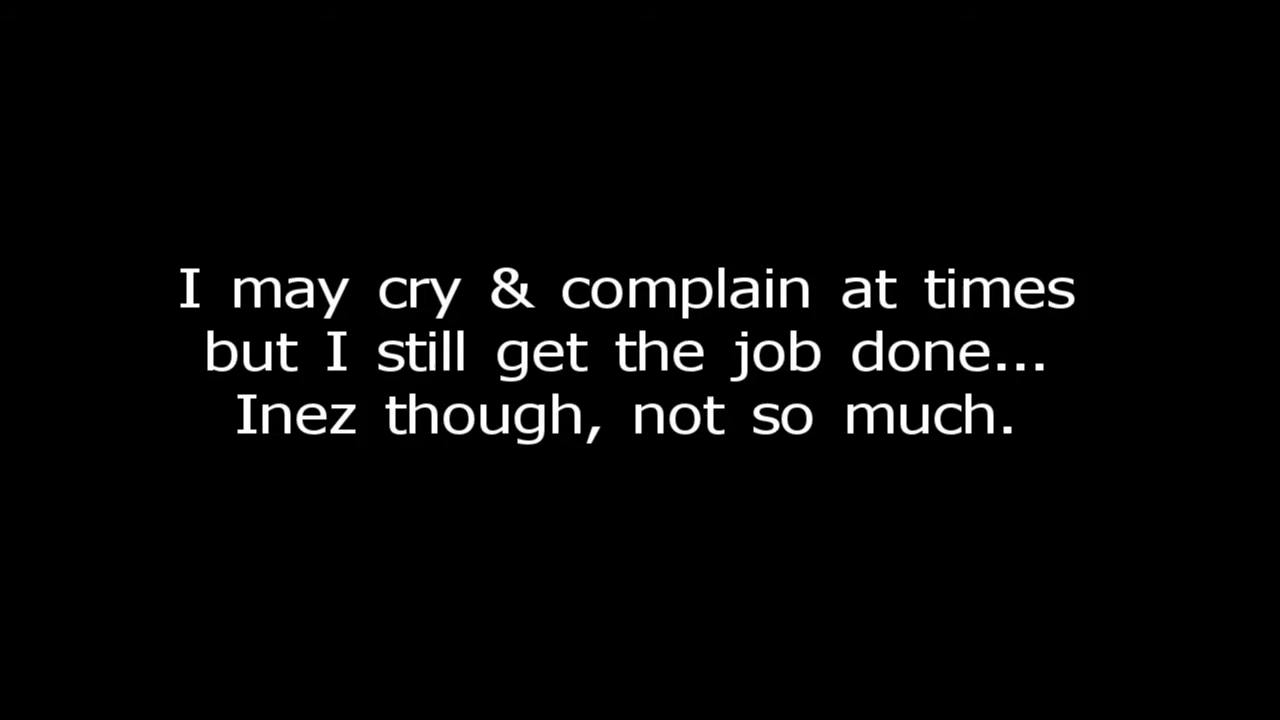 I may cry & complain at times
but I still get the job done...
Inez though, not so much.